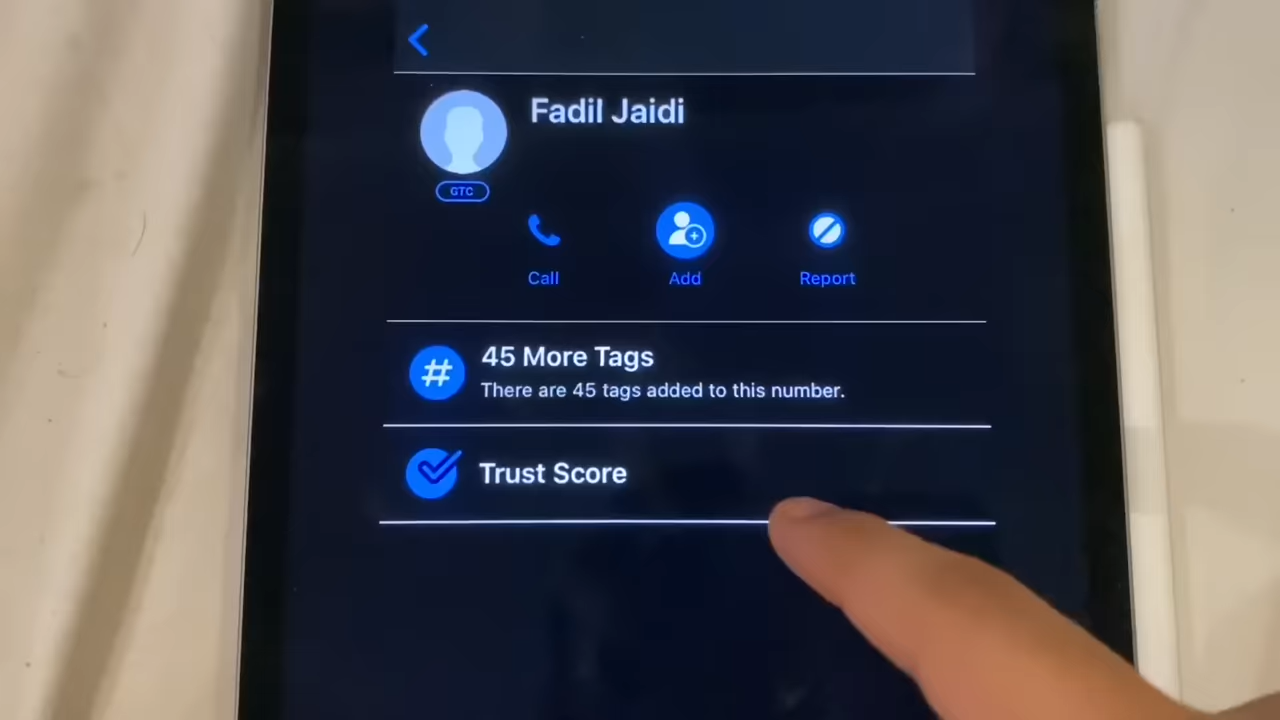 Fadil Jaidi
GTC
Call
Add
Report
45 More Tags
There are 45 tags added to this number.
Trust Score